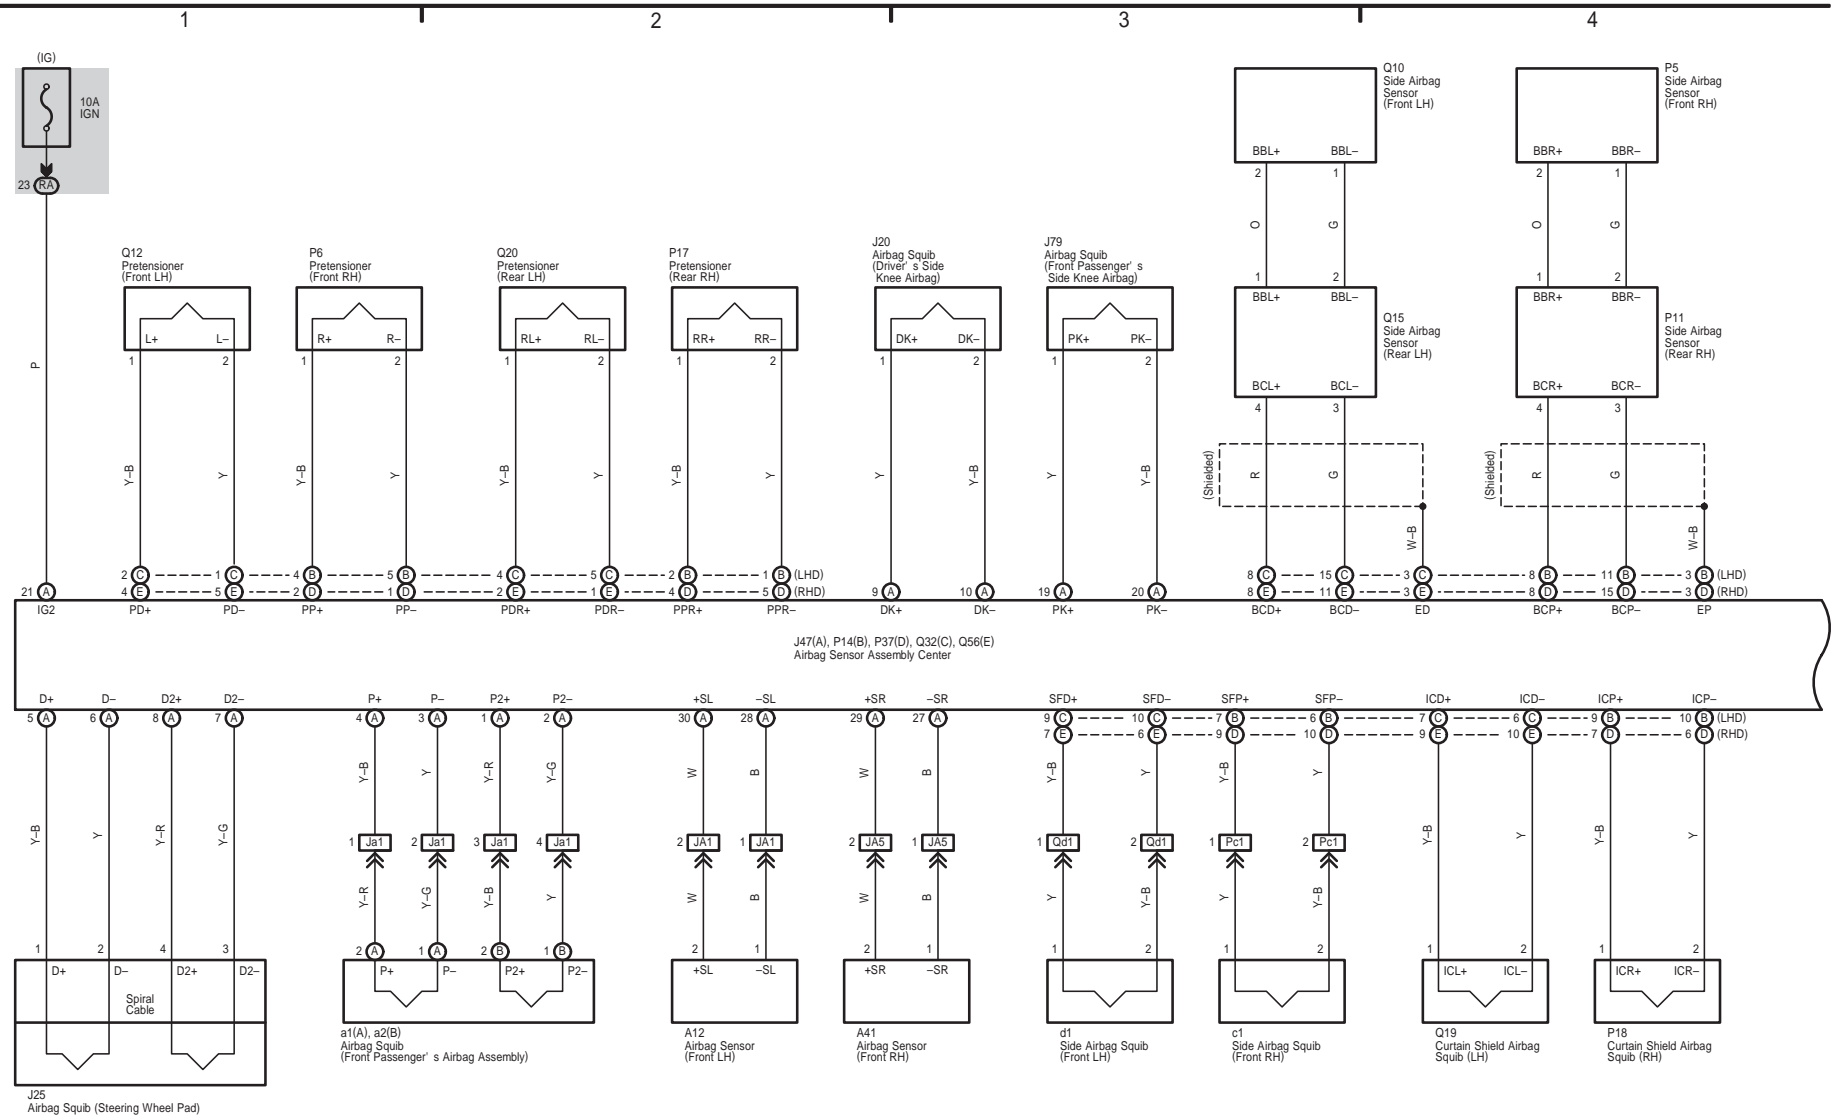 1 2 3 4
(IG)
10A
IGN
23 RA
P
Q12
Pretensioner
(Front LH)
L+ L–
1 2
Y–B Y
P6
Pretensioner
(Front RH)
R+ R–
1 2
Y–B Y
Q20
Pretensioner
(Rear LH)
RL+ RL–
1 2
Y–B Y
P17
Pretensioner
(Rear RH)
RR+ RR–
1 2
Y–B Y
J20
Airbag Squib
(Driver' s Side
Knee Airbag)
DK+ DK–
1 2
Y Y–B
J79
Airbag Squib
(Front Passenger' s
Side Knee Airbag)
PK+ PK–
1 2
Y Y–B
Q10
Side Airbag
Sensor
(Front LH)
BBL+ BBL–
2 1
O G
1 2
BBL+ BBL–
Q15
Side Airbag
Sensor
(Rear LH)
BCL+ BCL–
4 3
(Shielded) R G
W–B
P5
Side Airbag
Sensor
(Front RH)
BBR+ BBR–
2 1
O G
1 2
BBR+ BBR–
P11
Side Airbag
Sensor
(Rear RH)
BCR+ BCR–
4 3
(Shielded) R G
W–B
2 C 1 C 4 B 5 B 4 C 5 C 2 B 1 B (LHD)
21 A 4 E 5 E 2 D 1 D 2 E 1 E 4 D 5 D (RHD) 9 A 10 A 19 A 20 A
8 C 15 C 3 C 8 B 11 B 3 B (LHD)
8 E 11 E 3 E 8 D 15 D 3 D (RHD)
IG2 PD+ PD– PP+ PP– PDR+ PDR– PPR+ PPR– DK+ DK– PK+ PK– BCD+ BCD– ED BCP+ BCP– EP
J47(A), P14(B), P37(D), Q32(C), Q56(E)
Airbag Sensor Assembly Center
D+ D– D2+ D2– P+ P– P2+ P2– +SL –SL +SR –SR SFD+ SFD– SFP+ SFP– ICD+ ICD– ICP+ ICP–
5 A 6 A 8 A 7 A 4 A 3 A 1 A 2 A 30 A 28 A 29 A 27 A 9 C 10 C 7 B 6 B 7 C 6 C 9 B 10 B (LHD)
7 E 6 E 9 D 10 D 9 E 10 E 7 D 6 D (RHD)
Y–B Y Y–R Y–G W B W B Y–B Y Y–B Y
Y–B Y Y–R Y–G Y–B Y Y–B Y
1 Ja1 2 Ja1 3 Ja1 4 Ja1 2 JA1 1 JA1 2 JA5 1 JA5 1 Qd1 2 Qd1 1 Pc1 2 Pc1
Y–R Y–G Y–B Y W B W B Y Y–B Y Y–B
1 2 4 3 2 A 1 A 2 B 1 B 2 1 2 1 1 2 1 2 1 2 1 2
D+ D– D2+ D2– P+ P– P2+ P2– +SL –SL +SR –SR ICL+ ICL– ICR+ ICR–
Spiral
Cable
J25
Airbag Squib (Steering Wheel Pad)
a1(A), a2(B)
Airbag Squib
(Front Passenger' s Airbag Assembly)
A12
Airbag Sensor
(Front LH)
A41
Airbag Sensor
(Front RH)
d1
Side Airbag Squib
(Front LH)
c1
Side Airbag Squib
(Front RH)
Q19
Curtain Shield Airbag
Squib (LH)
P18
Curtain Shield Airbag
Squib (RH)